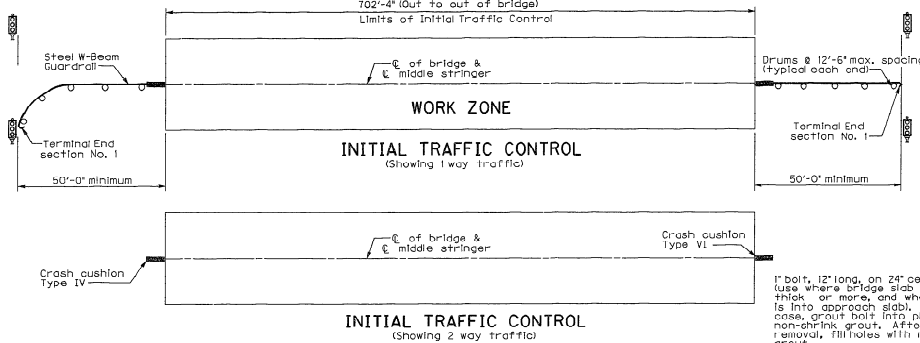 702'-4" (Out to out of bridge)
Limits of Initial Traffic Control
Steel W-Beam
Guardrail
℄ of bridge &
℄ middle stringer
Drums @ 12'-6" max. spacing
(typical each end)
WORK ZONE
Terminal End
section No. 1
Terminal End
section No. 1
INITIAL TRAFFIC CONTROL
(Showing 1 way traffic)
50'-0" minimum
50'-0" minimum
℄ of bridge &
℄ middle stringer
Crash cushion
Type VI
Crash cushion
Type IV
INITIAL TRAFFIC CONTROL
(Showing 2 way traffic)
1" bolt, 12" long, on 24" ce
(use where bridge slab
thick or more, and wh
is into approach slab).
case, grout bolt into pl
non-shrink grout. Afte
removal, fill holes with
grout.